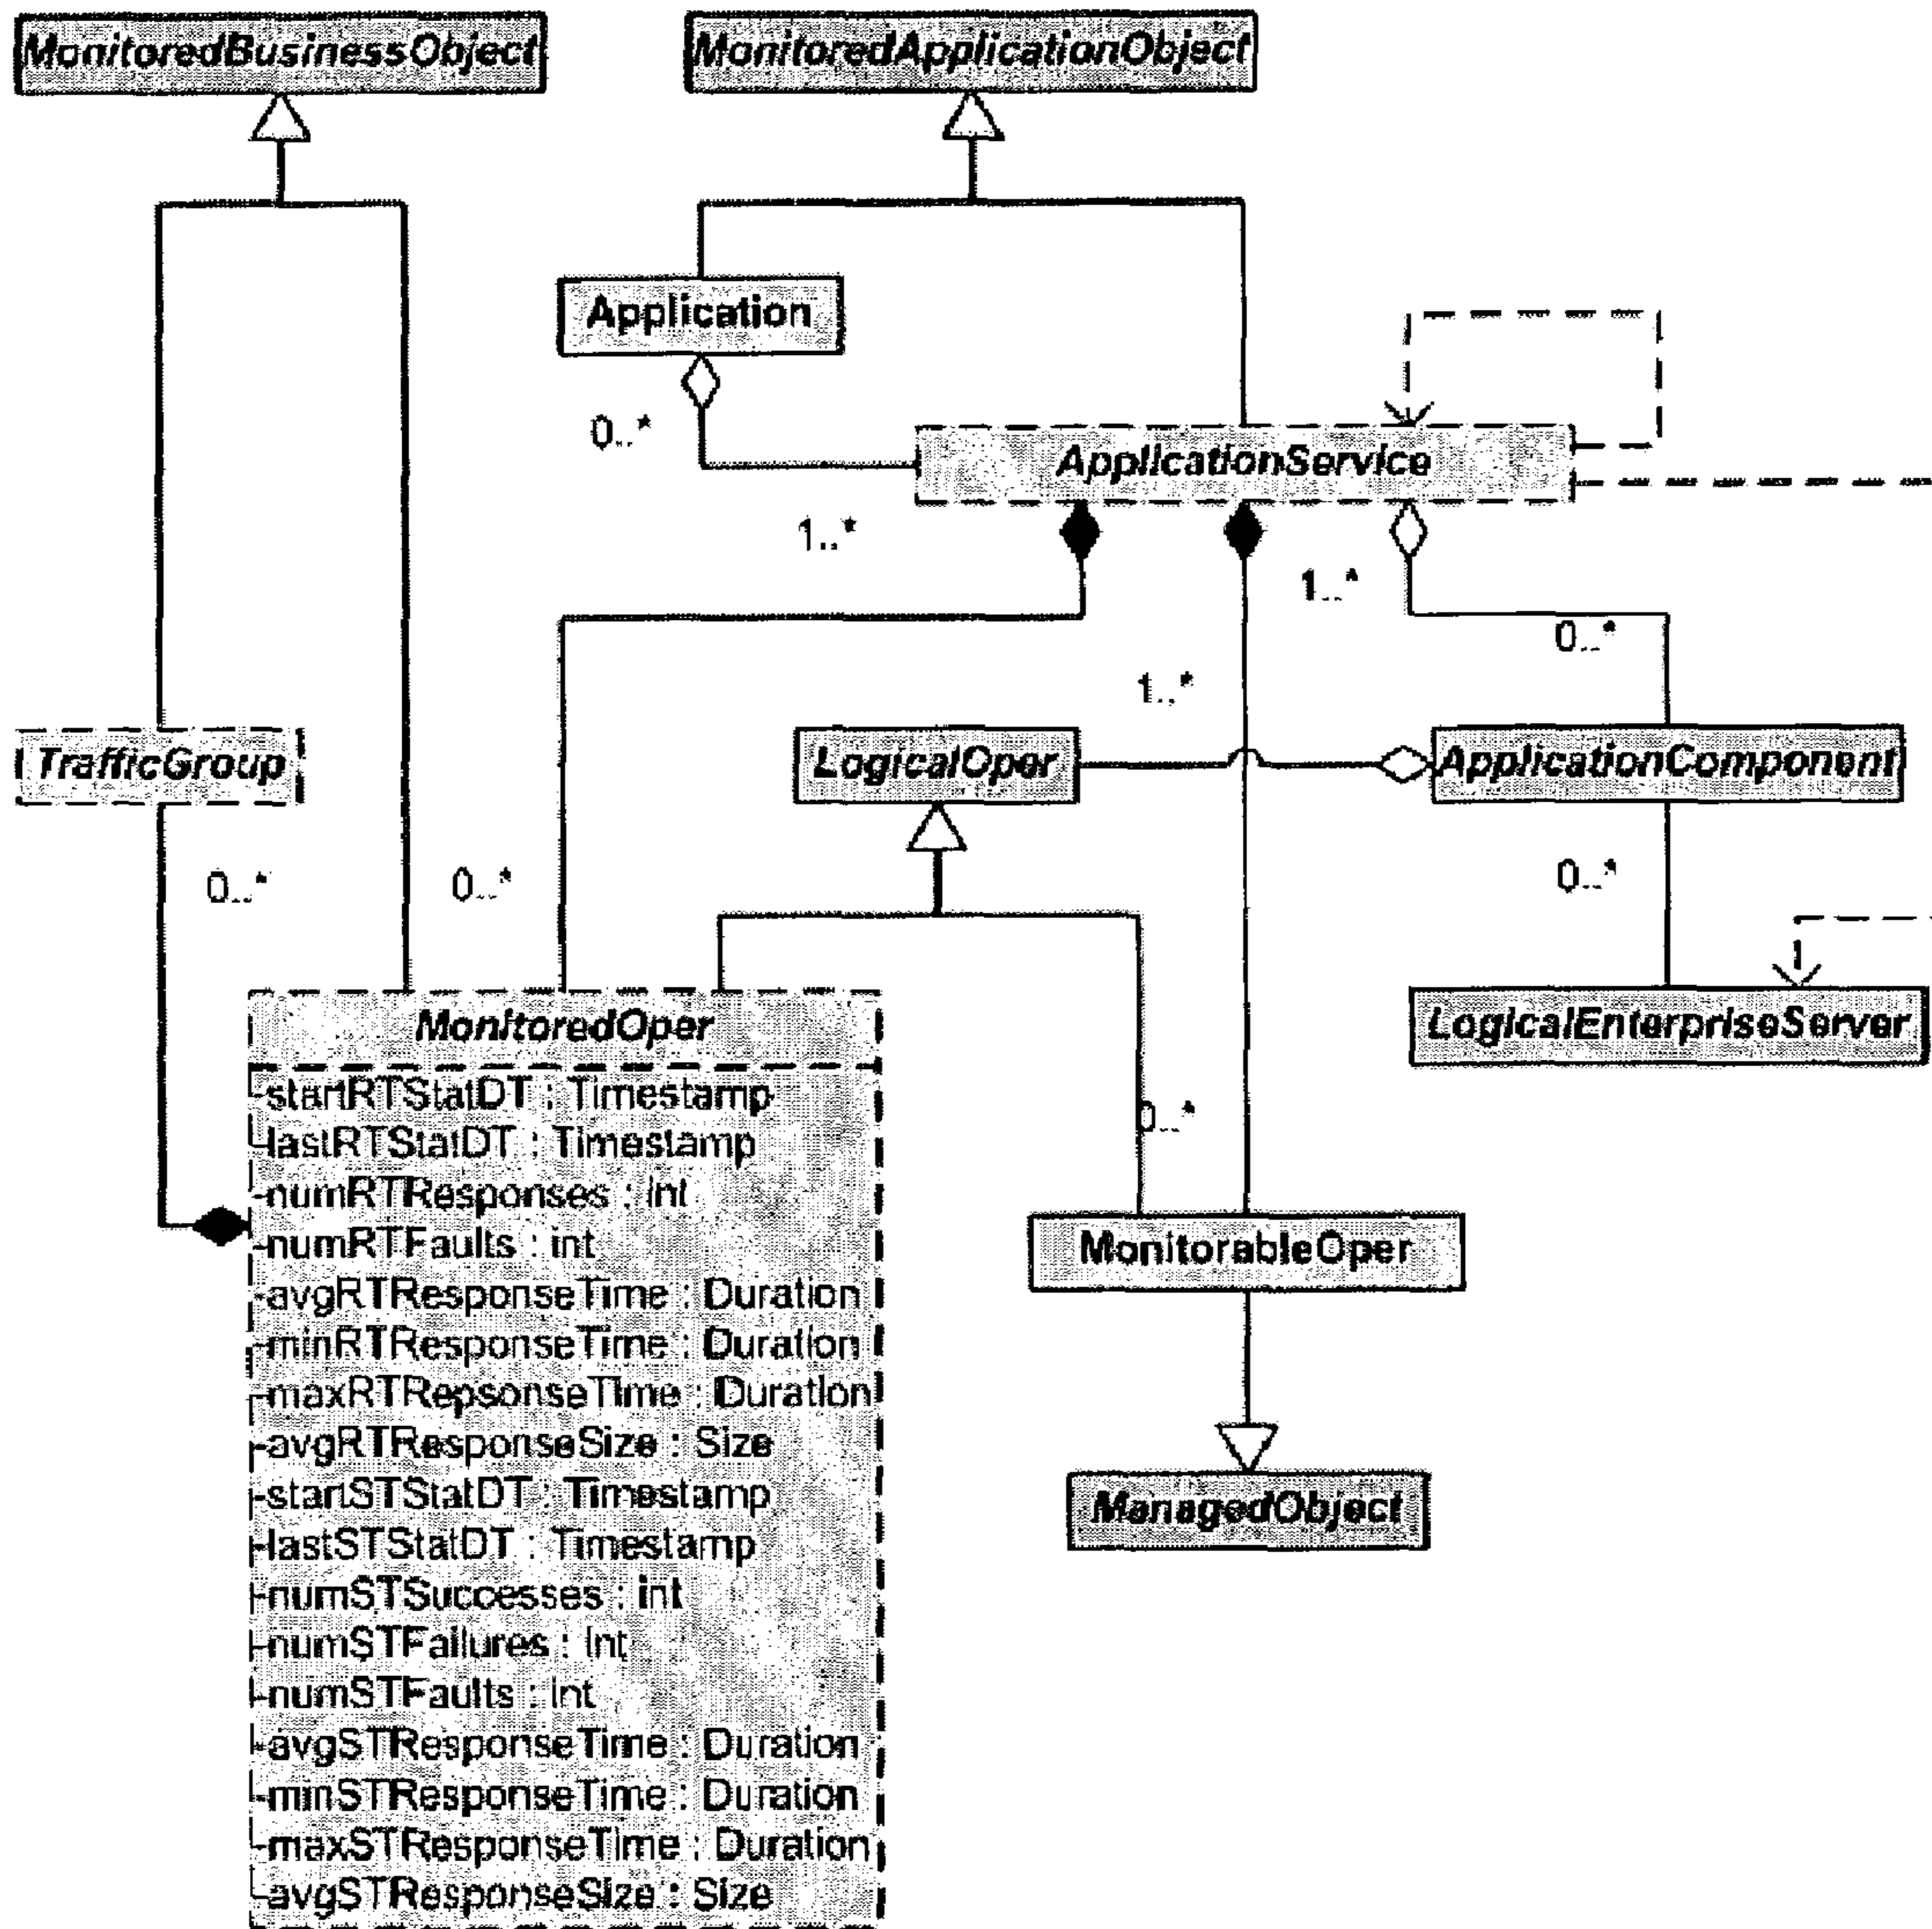 MonitoredBusinessObject
MonitoredApplicationObject
Application
0..*
ApplicationService
1..*
1..*
0..*
1..*
TrafficGroup
LogicalOper
ApplicationComponent
0..*
0..*
0..*
MonitoredOper
LogicalEnterpriseServer
-startRTStatDT : Timestamp
-lastRTStatDT : Timestamp
-numRTResponses : int
-numRTFaults : int
-avgRTResponseTime : Duration
-minRTResponseTime : Duration
-maxRTRepsonseTime : Duration
-avgRTResponseSize : Size
-startSTStatDT : Timestamp
-lastSTStatDT : Timestamp
-numSTSuccesses : int
-numSTFailures : int
-numSTFaults : int
-avgSTResponseTime : Duration
-minSTResponseTime : Duration
-maxSTResponseTime : Duration
-avgSTResponseSize : Size
0..*
MonitorableOper
ManagedObject